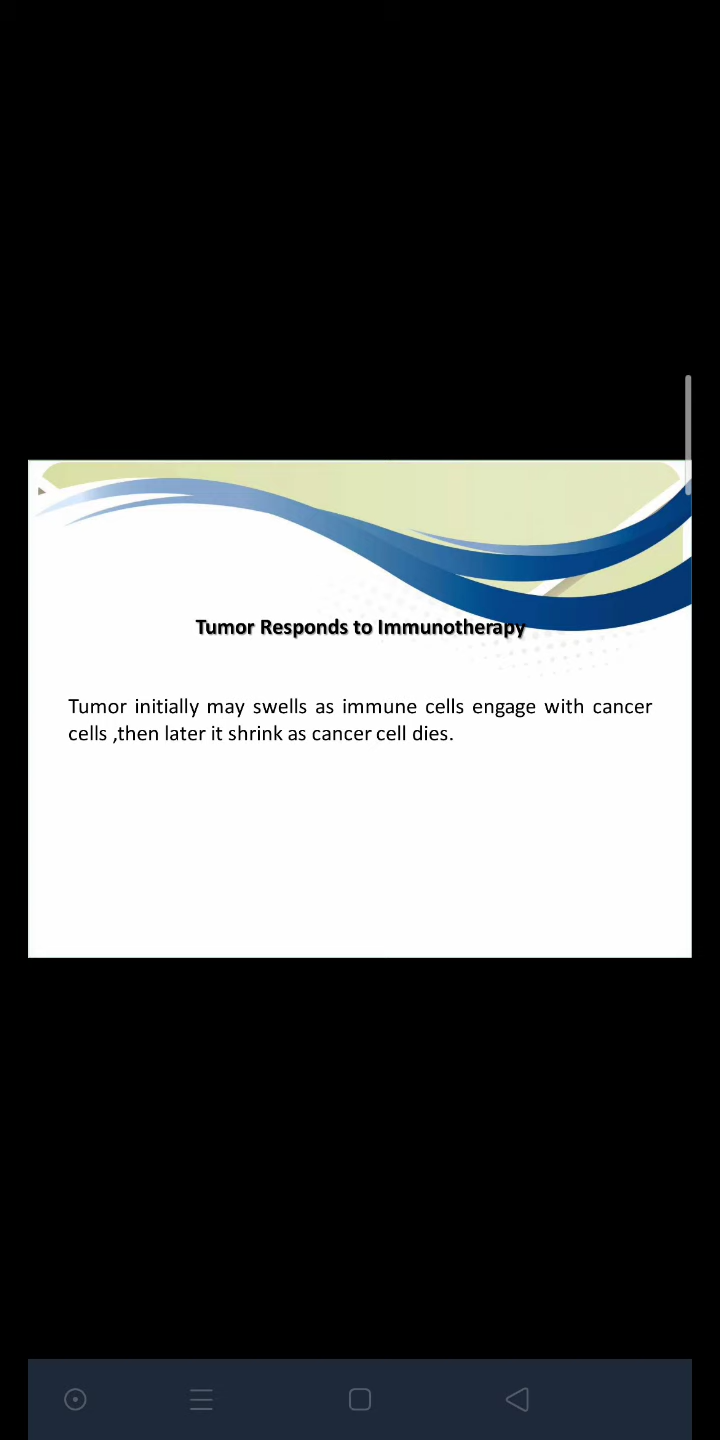 Tumor Responds to Immunotherapy
Tumor initially may swells as immune cells engage with cancer
cells ,then later it shrink as cancer cell dies.